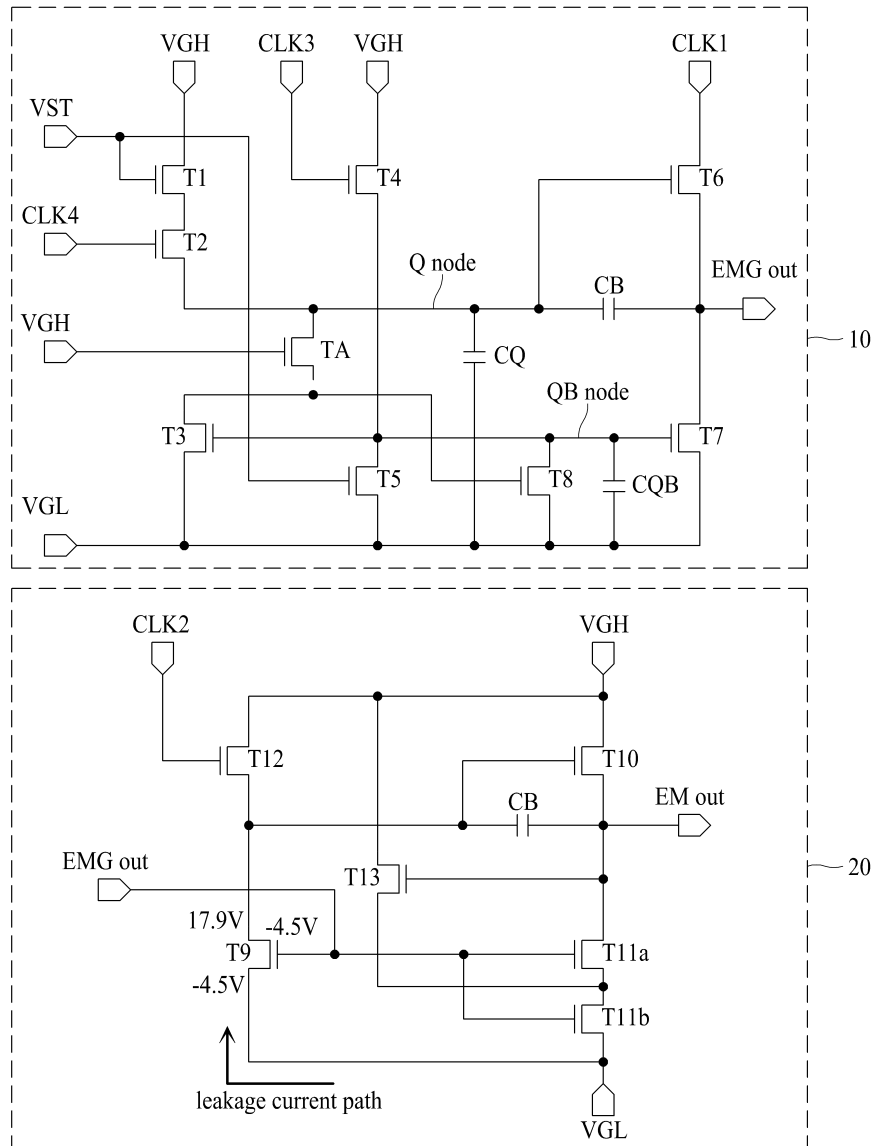 VGH
CLK3
VGH
CLK1
VST
T1
T4
T6
CLK4
T2
Q node
EMG out
CB
VGH
TA
CQ
10
QB node
T3
T7
T5
T8
CQB
VGL
CLK2
VGH
T12
T10
CB
EM out
EMG out
T13
20
17.9V
-4.5V
T9
T11a
-4.5V
T11b
leakage current path
VGL